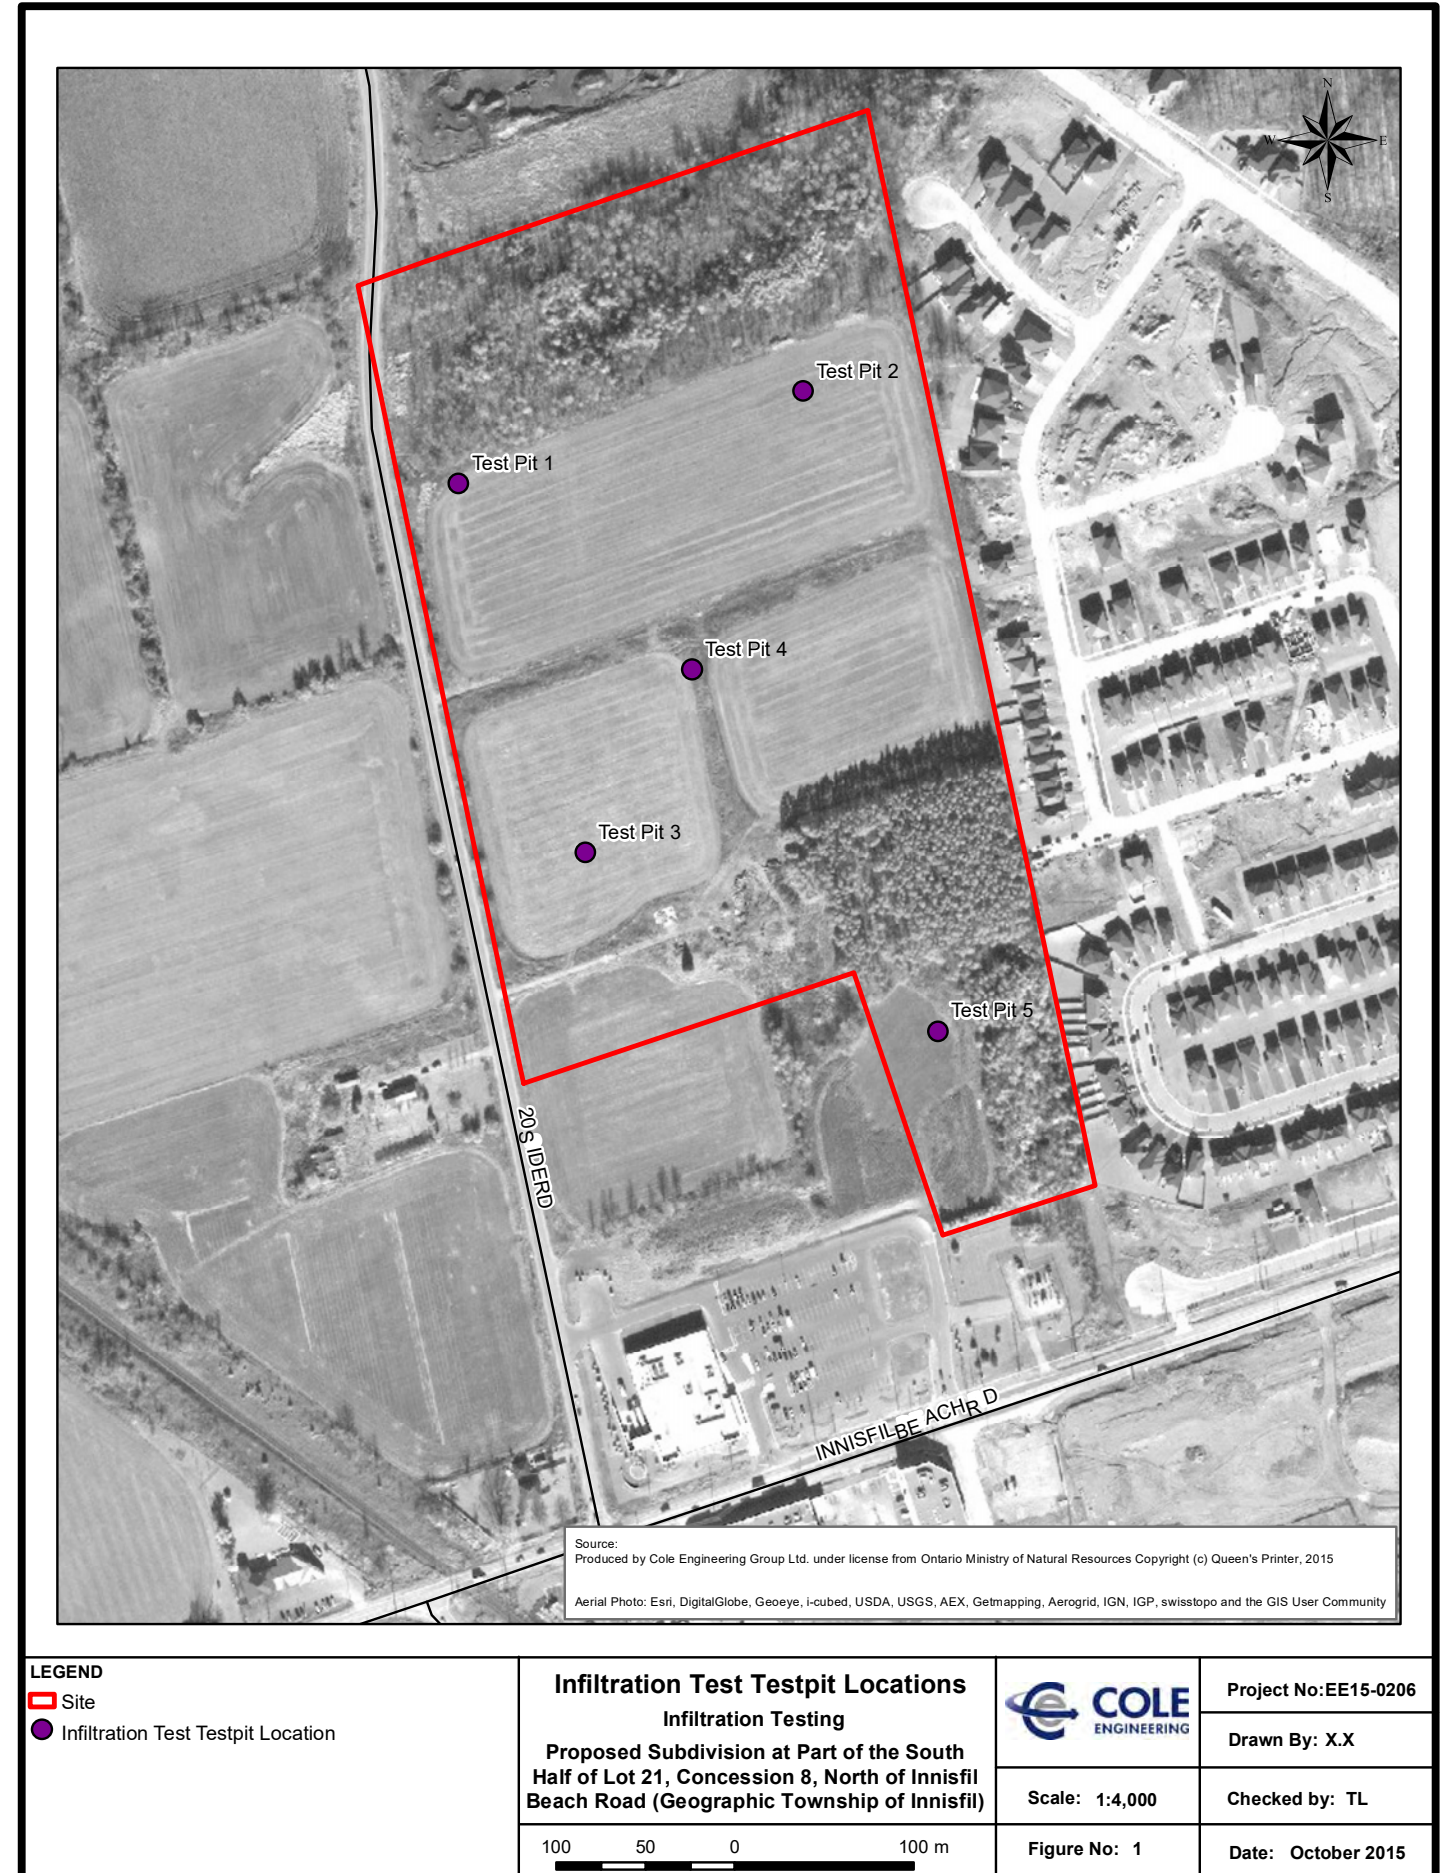 N
W E
S
Test Pit 2
Test Pit 1
Test Pit 4
Test Pit 3
Test Pit 5
20S IDERD
INNISFILBE ACHR D
Source:
Produced by Cole Engineering Group Ltd. under license from Ontario Ministry of Natural Resources Copyright (c) Queen's Printer, 2015
Aerial Photo: Esri, DigitalGlobe, Geoeye, i-cubed, USDA, USGS, AEX, Getmapping, Aerogrid, IGN, IGP, swisstopo and the GIS User Community
LEGEND
Site
Infiltration Test Testpit Location
Infiltration Test Testpit Locations
Infiltration Testing
Proposed Subdivision at Part of the South
Half of Lot 21, Concession 8, North of Innisfil
Beach Road (Geographic Township of Innisfil)
100 50 0 100 m
COLE
ENGINEERING
Scale: 1:4,000
Figure No: 1
Project No:EE15-0206
Drawn By: X.X
Checked by: TL
Date: October 2015